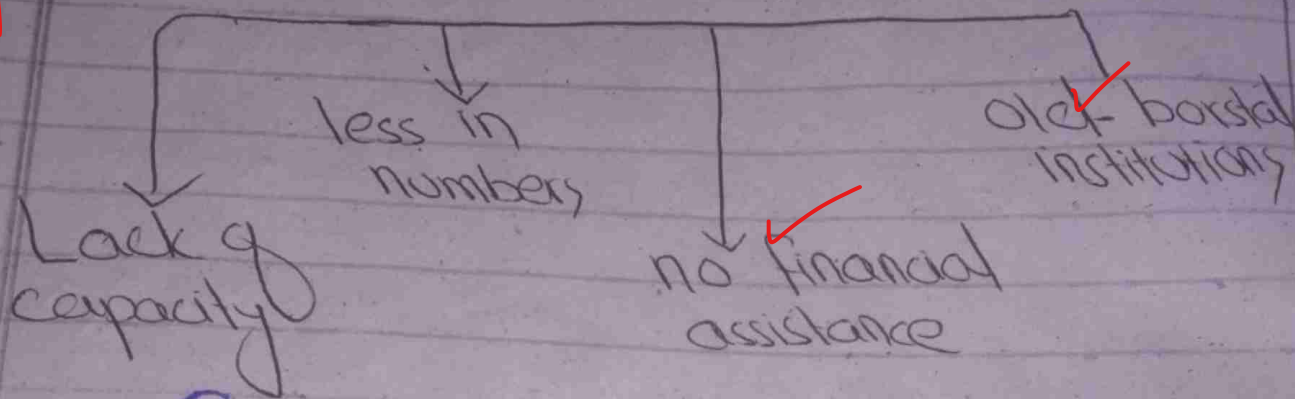 less in
numbers
old borstal
institutions
Lack of
capacity
no financial
assistance